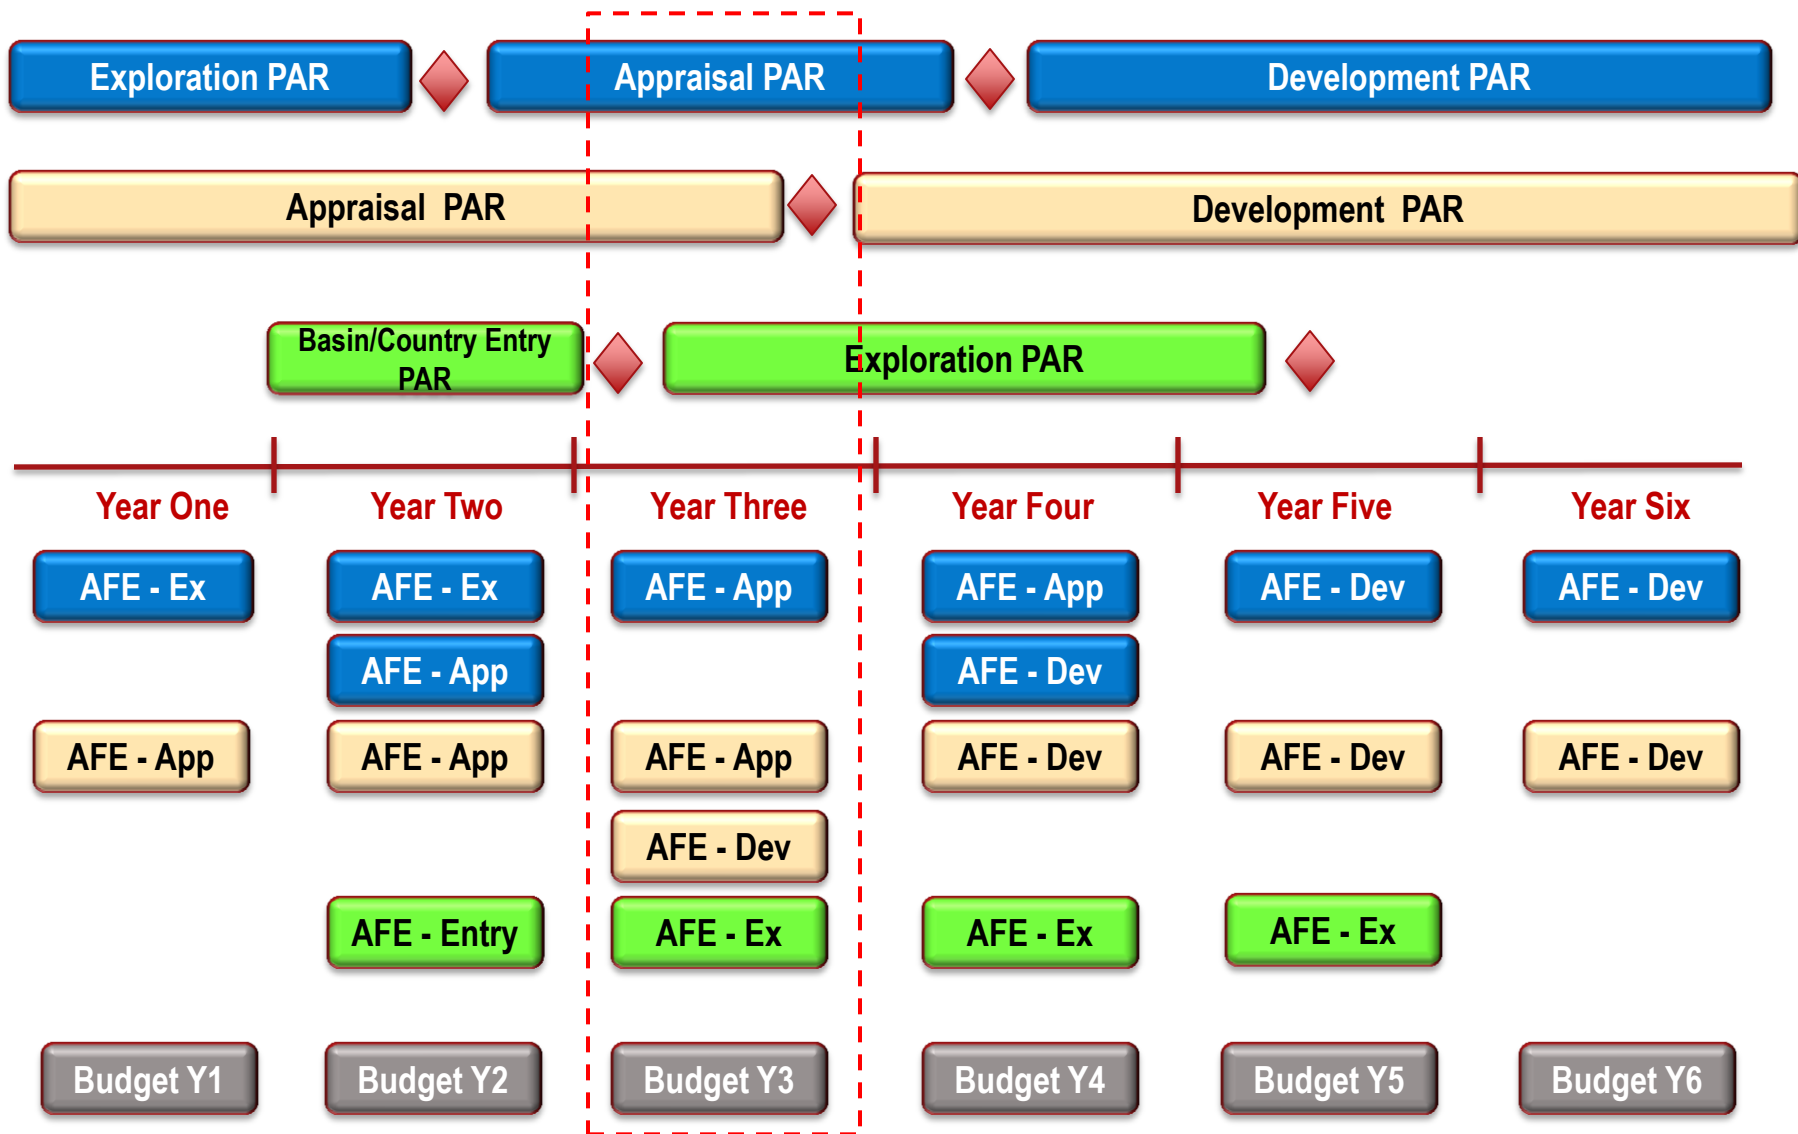 Exploration PAR
Appraisal PAR
Development PAR
Appraisal  PAR
Development  PAR
Basin/Country Entry
PAR
Exploration PAR
Year One
Year Two
Year Three
Year Four
Year Five
Year Six
AFE - Ex
AFE - Ex
AFE - App
AFE - App
AFE - Dev
AFE - Dev
AFE - App
AFE - Dev
AFE - App
AFE - App
AFE - App
AFE - Dev
AFE - Dev
AFE - Dev
AFE - Dev
AFE - Entry
AFE - Ex
AFE - Ex
AFE - Ex
Budget Y1
Budget Y2
Budget Y3
Budget Y4
Budget Y5
Budget Y6